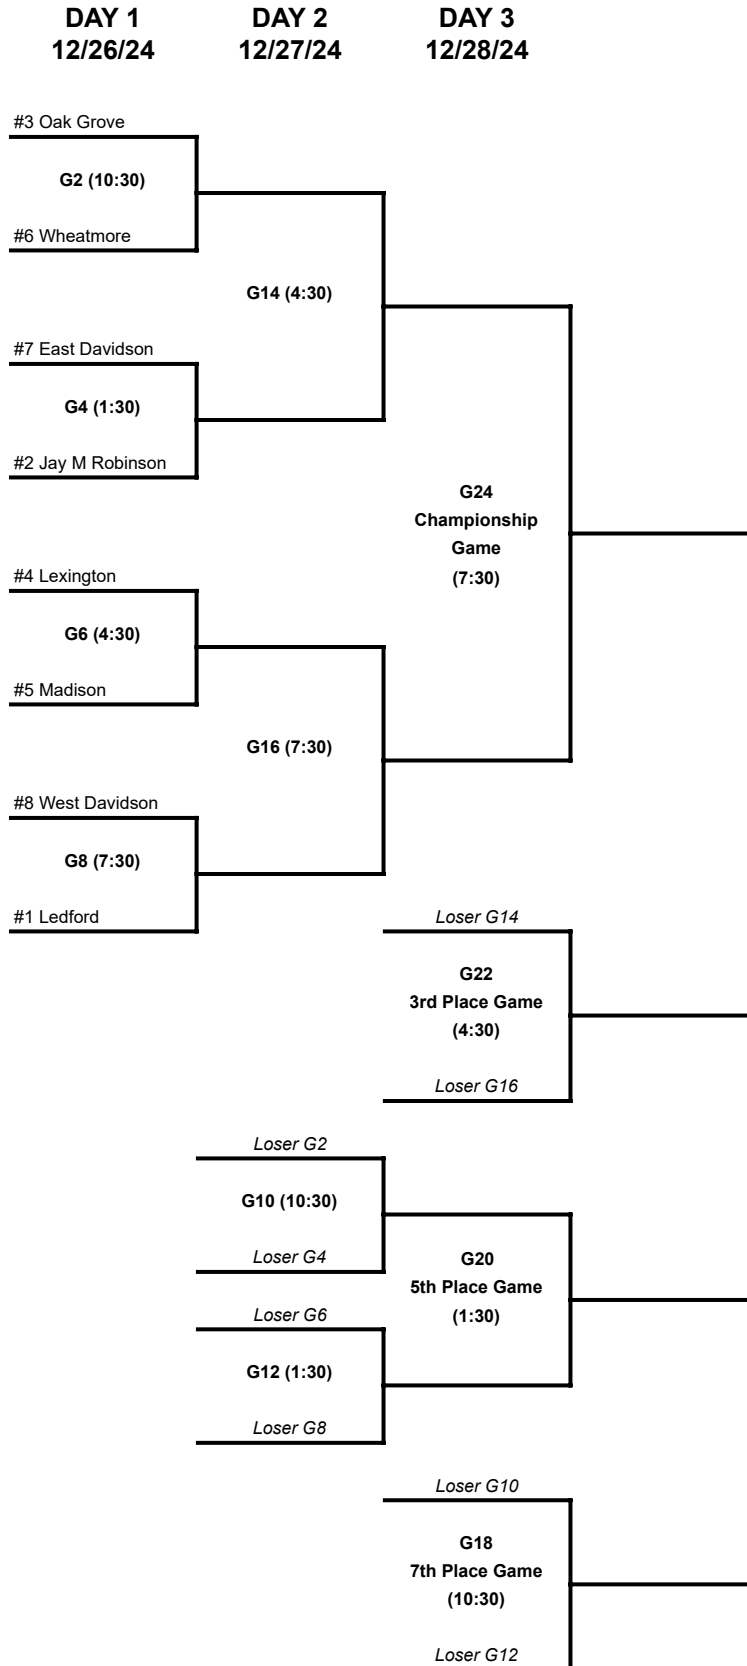 DAY 1
12/26/24
DAY 2
12/27/24
DAY 3
12/28/24
#3 Oak Grove
G2 (10:30)
#6 Wheatmore
G14 (4:30)
#7 East Davidson
G4 (1:30)
#2 Jay M Robinson
G24
Championship
Game
(7:30)
#4 Lexington
G6 (4:30)
#5 Madison
G16 (7:30)
#8 West Davidson
G8 (7:30)
#1 Ledford
Loser G14
G22
3rd Place Game
(4:30)
Loser G16
Loser G2
G10 (10:30)
Loser G4
G20
5th Place Game
(1:30)
Loser G6
G12 (1:30)
Loser G8
Loser G10
G18
7th Place Game
(10:30)
Loser G12